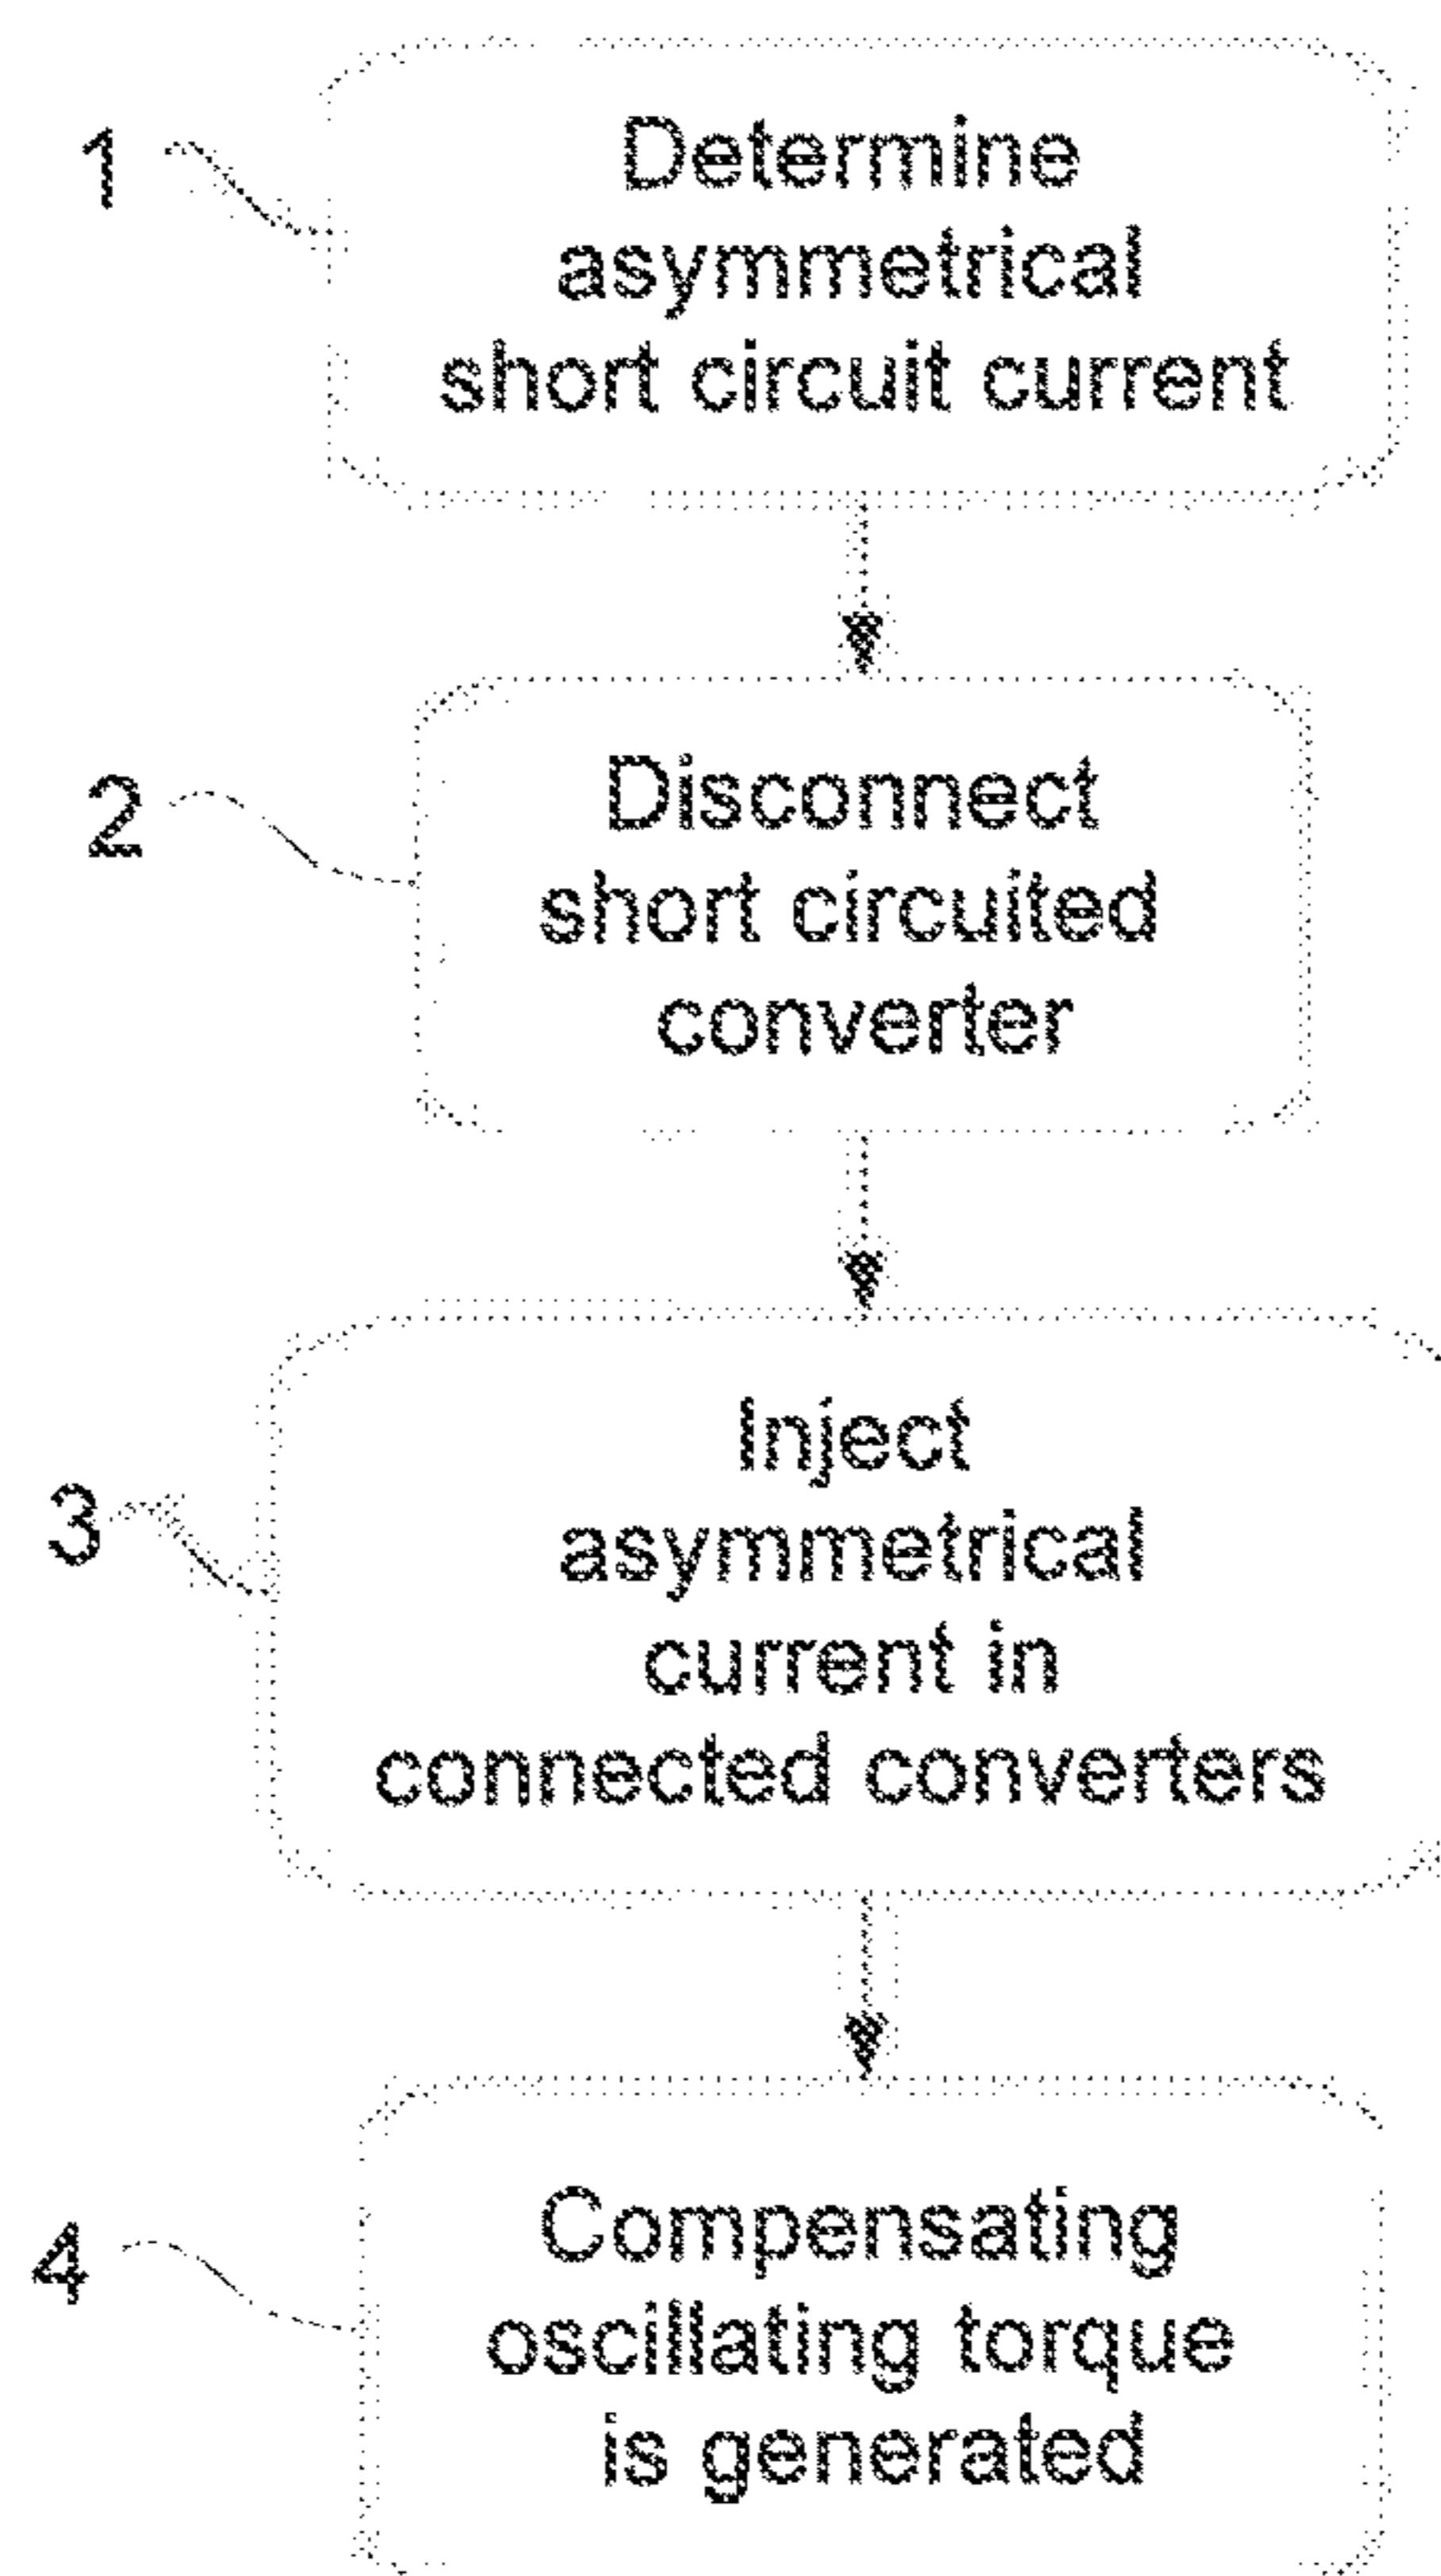 1
Determine
asymmetrical
short circuit current
2
Disconnect
short circuited
converter
3
Inject
asymmetrical
current in
connected converters
4
Compensating
oscillating torque
is generated